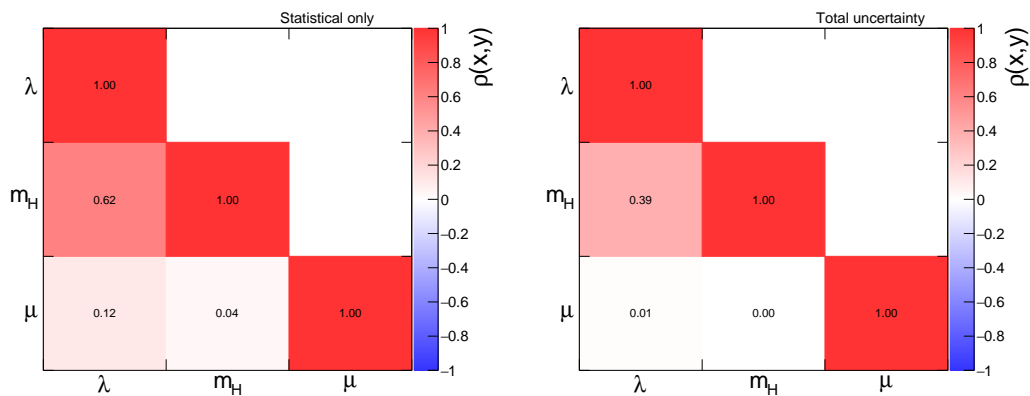 Statistical only
λ
1.00
m_H
0.62
1.00
μ
0.12
0.04
1.00
λ
m_H
μ
1
0.8
0.6
0.4
0.2
0
−0.2
−0.4
−0.6
−0.8
−1
ρ(x,y)
Total uncertainty
λ
1.00
m_H
0.39
1.00
μ
0.01
0.00
1.00
λ
m_H
μ
1
0.8
0.6
0.4
0.2
0
−0.2
−0.4
−0.6
−0.8
−1
ρ(x,y)